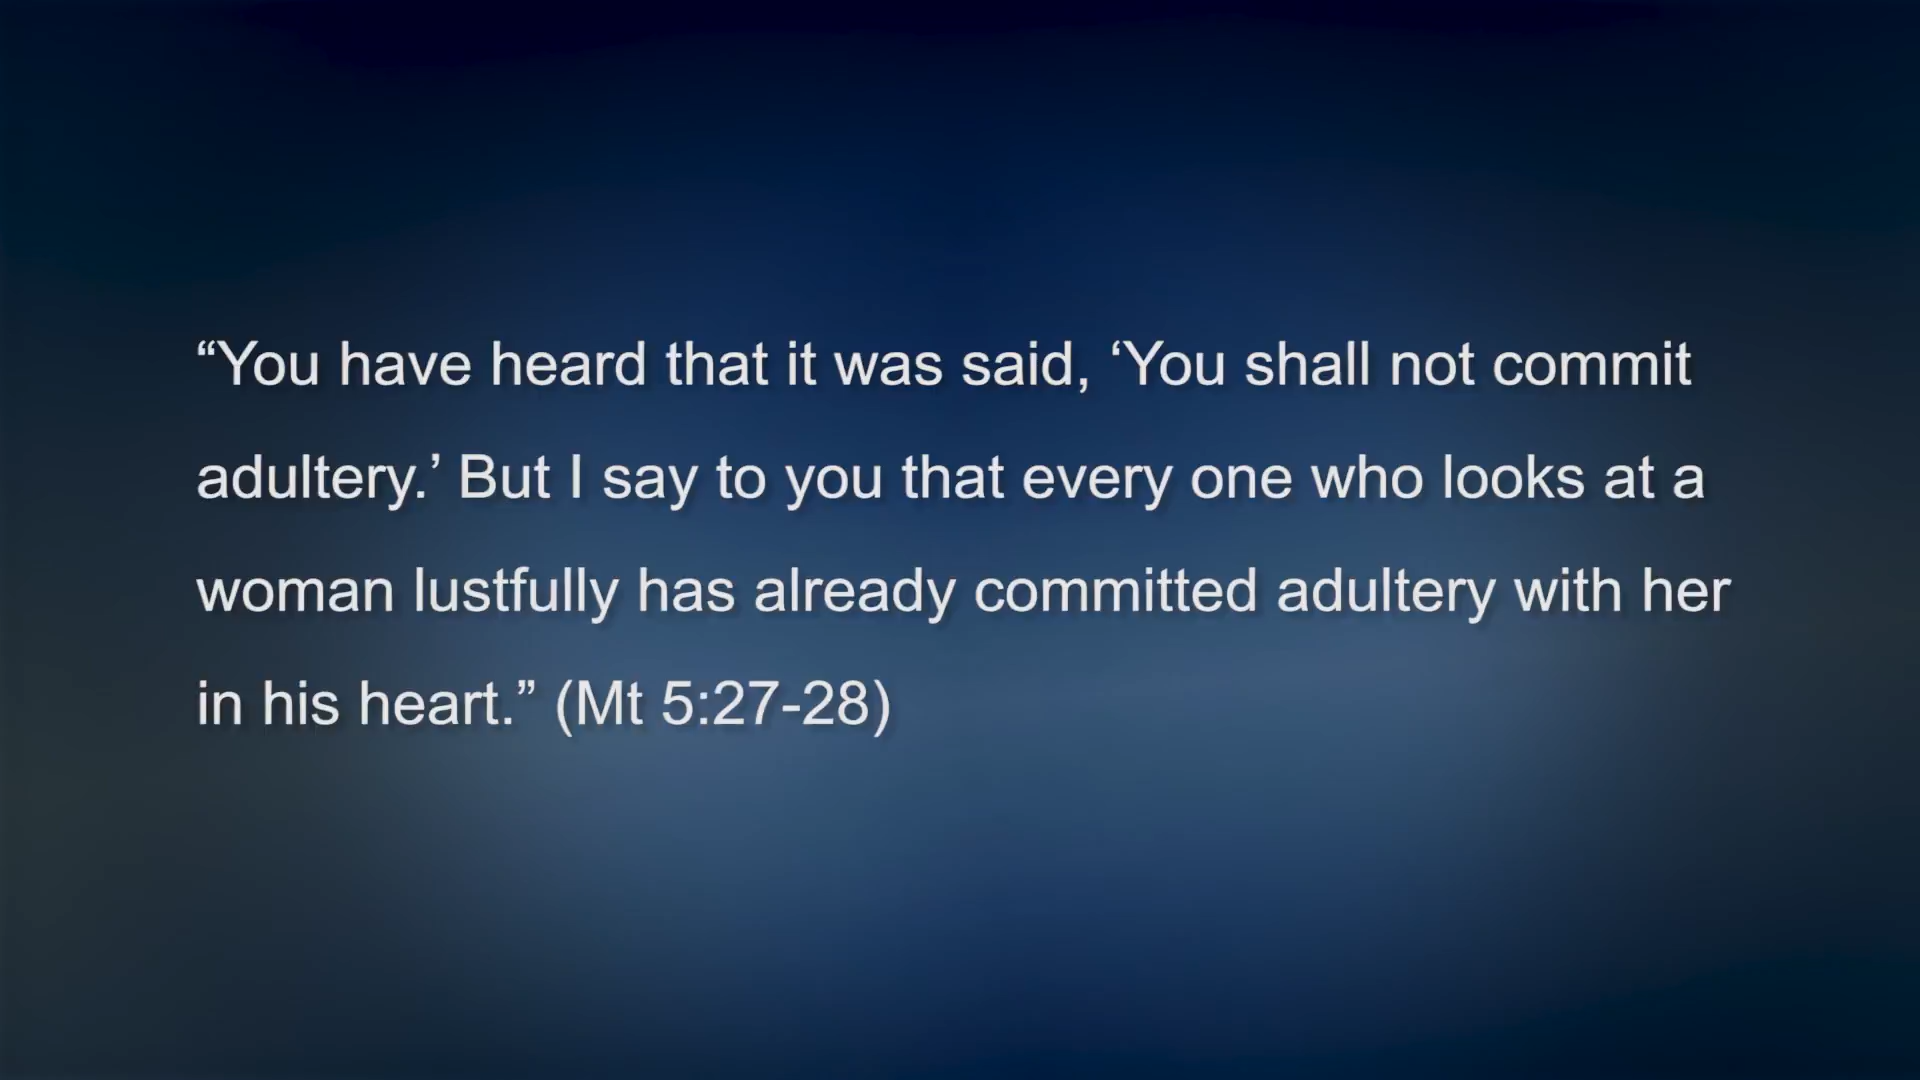 “You have heard that it was said, ‘You shall not commit
adultery.’ But I say to you that every one who looks at a
woman lustfully has already committed adultery with her
in his heart.” (Mt 5:27-28)